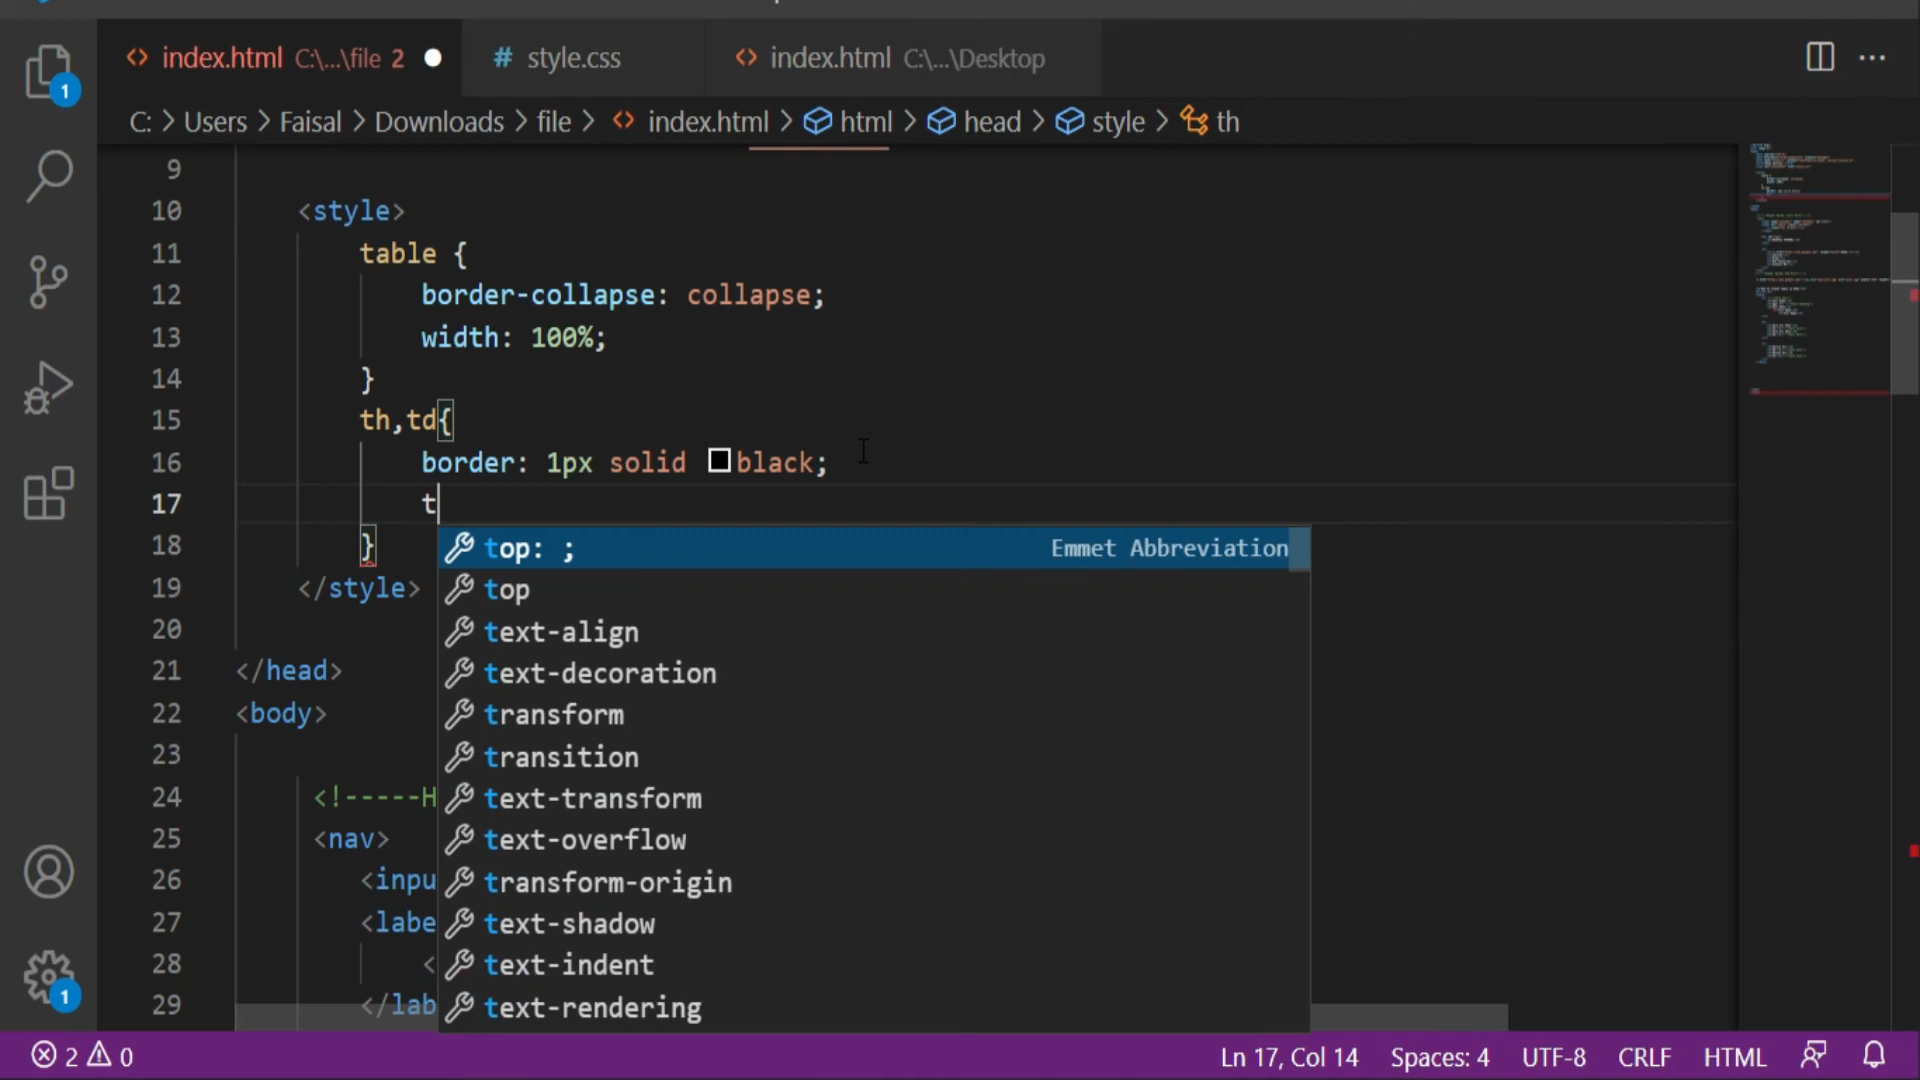 index.html C:\...\file 2
# style.css
index.html C:\...\Desktop
1
C: > Users > Faisal > Downloads > file > index.html > html > head > style > th
9
10 <style>
11 table {
12 border-collapse: collapse;
13 width: 100%;
14 }
15 th,td{
16 border: 1px solid black;
17 t
18 }
top: ; Emmet Abbreviation
19 </style>
top
20
text-align
21 </head>
text-decoration
22 <body>
transform
23
transition
24 <!-----H
text-transform
25 <nav>
text-overflow
26 <inpu
transform-origin
27 <labe
text-shadow
28 <
text-indent
29 </lab
text-rendering
1
2 0
Ln 17, Col 14
Spaces: 4
UTF-8
CRLF
HTML